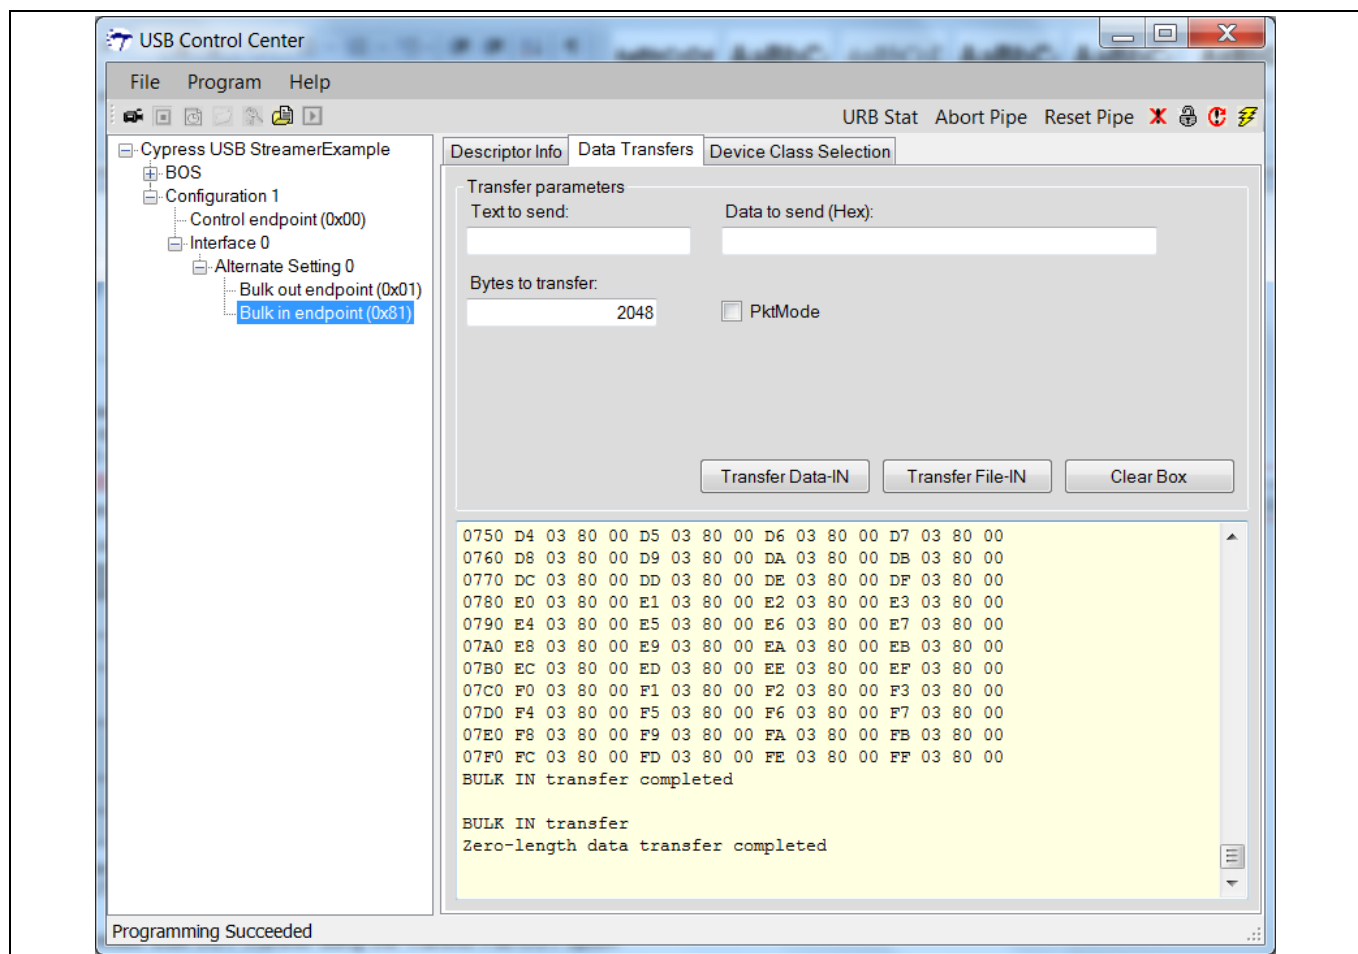 USB Control Center
File Program Help
URB Stat Abort Pipe Reset Pipe
Cypress USB StreamerExample
BOS
Configuration 1
Control endpoint (0x00)
Interface 0
Alternate Setting 0
Bulk out endpoint (0x01)
Bulk in endpoint (0x81)
Descriptor Info Data Transfers Device Class Selection
Transfer parameters
Text to send: Data to send (Hex):
Bytes to transfer:
2048 PktMode
Transfer Data-IN Transfer File-IN Clear Box
0750 D4 03 80 00 D5 03 80 00 D6 03 80 00 D7 03 80 00
0760 D8 03 80 00 D9 03 80 00 DA 03 80 00 DB 03 80 00
0770 DC 03 80 00 DD 03 80 00 DE 03 80 00 DF 03 80 00
0780 E0 03 80 00 E1 03 80 00 E2 03 80 00 E3 03 80 00
0790 E4 03 80 00 E5 03 80 00 E6 03 80 00 E7 03 80 00
07A0 E8 03 80 00 E9 03 80 00 EA 03 80 00 EB 03 80 00
07B0 EC 03 80 00 ED 03 80 00 EE 03 80 00 EF 03 80 00
07C0 F0 03 80 00 F1 03 80 00 F2 03 80 00 F3 03 80 00
07D0 F4 03 80 00 F5 03 80 00 F6 03 80 00 F7 03 80 00
07E0 F8 03 80 00 F9 03 80 00 FA 03 80 00 FB 03 80 00
07F0 FC 03 80 00 FD 03 80 00 FE 03 80 00 FF 03 80 00
BULK IN transfer completed
BULK IN transfer
Zero-length data transfer completed
Programming Succeeded